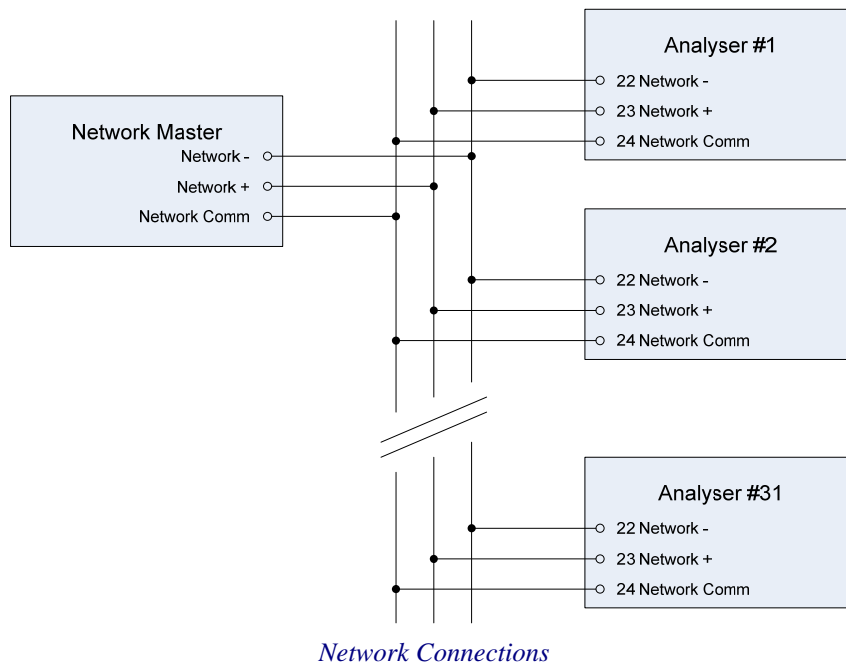 Network Master
Network -
Network +
Network Comm
Analyser #1
22 Network -
23 Network +
24 Network Comm
Analyser #2
22 Network -
23 Network +
24 Network Comm
Analyser #31
22 Network -
23 Network +
24 Network Comm
Network Connections